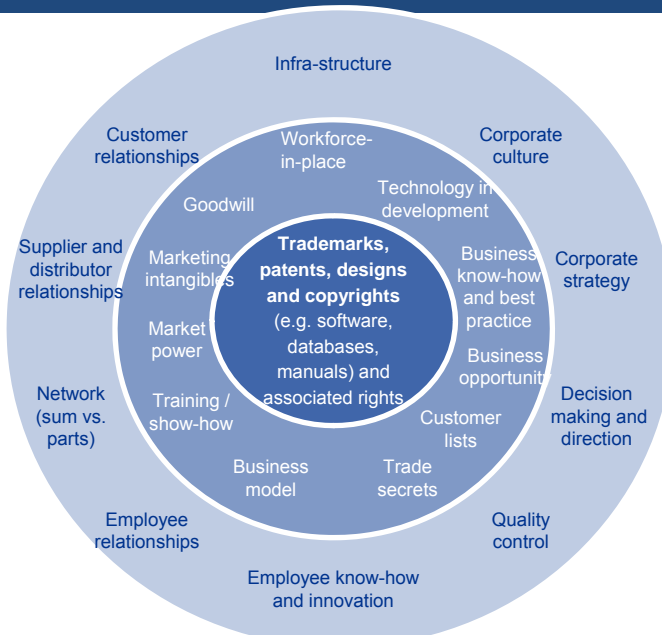 Infra-structure
Customer
relationships
Workforce-
in-place
Corporate
culture
Technology in
development
Goodwill
Supplier and
distributor
relationships
Marketing
intangibles
Trademarks,
patents, designs
and copyrights
(e.g. software,
databases,
manuals) and
associated rights
Business
know-how
and best
practice
Corporate
strategy
Market
power
Business
opportunity
Network
(sum vs.
parts)
Training /
show-how
Customer
lists
Decision
making and
direction
Business
model
Trade
secrets
Employee
relationships
Quality
control
Employee know-how
and innovation